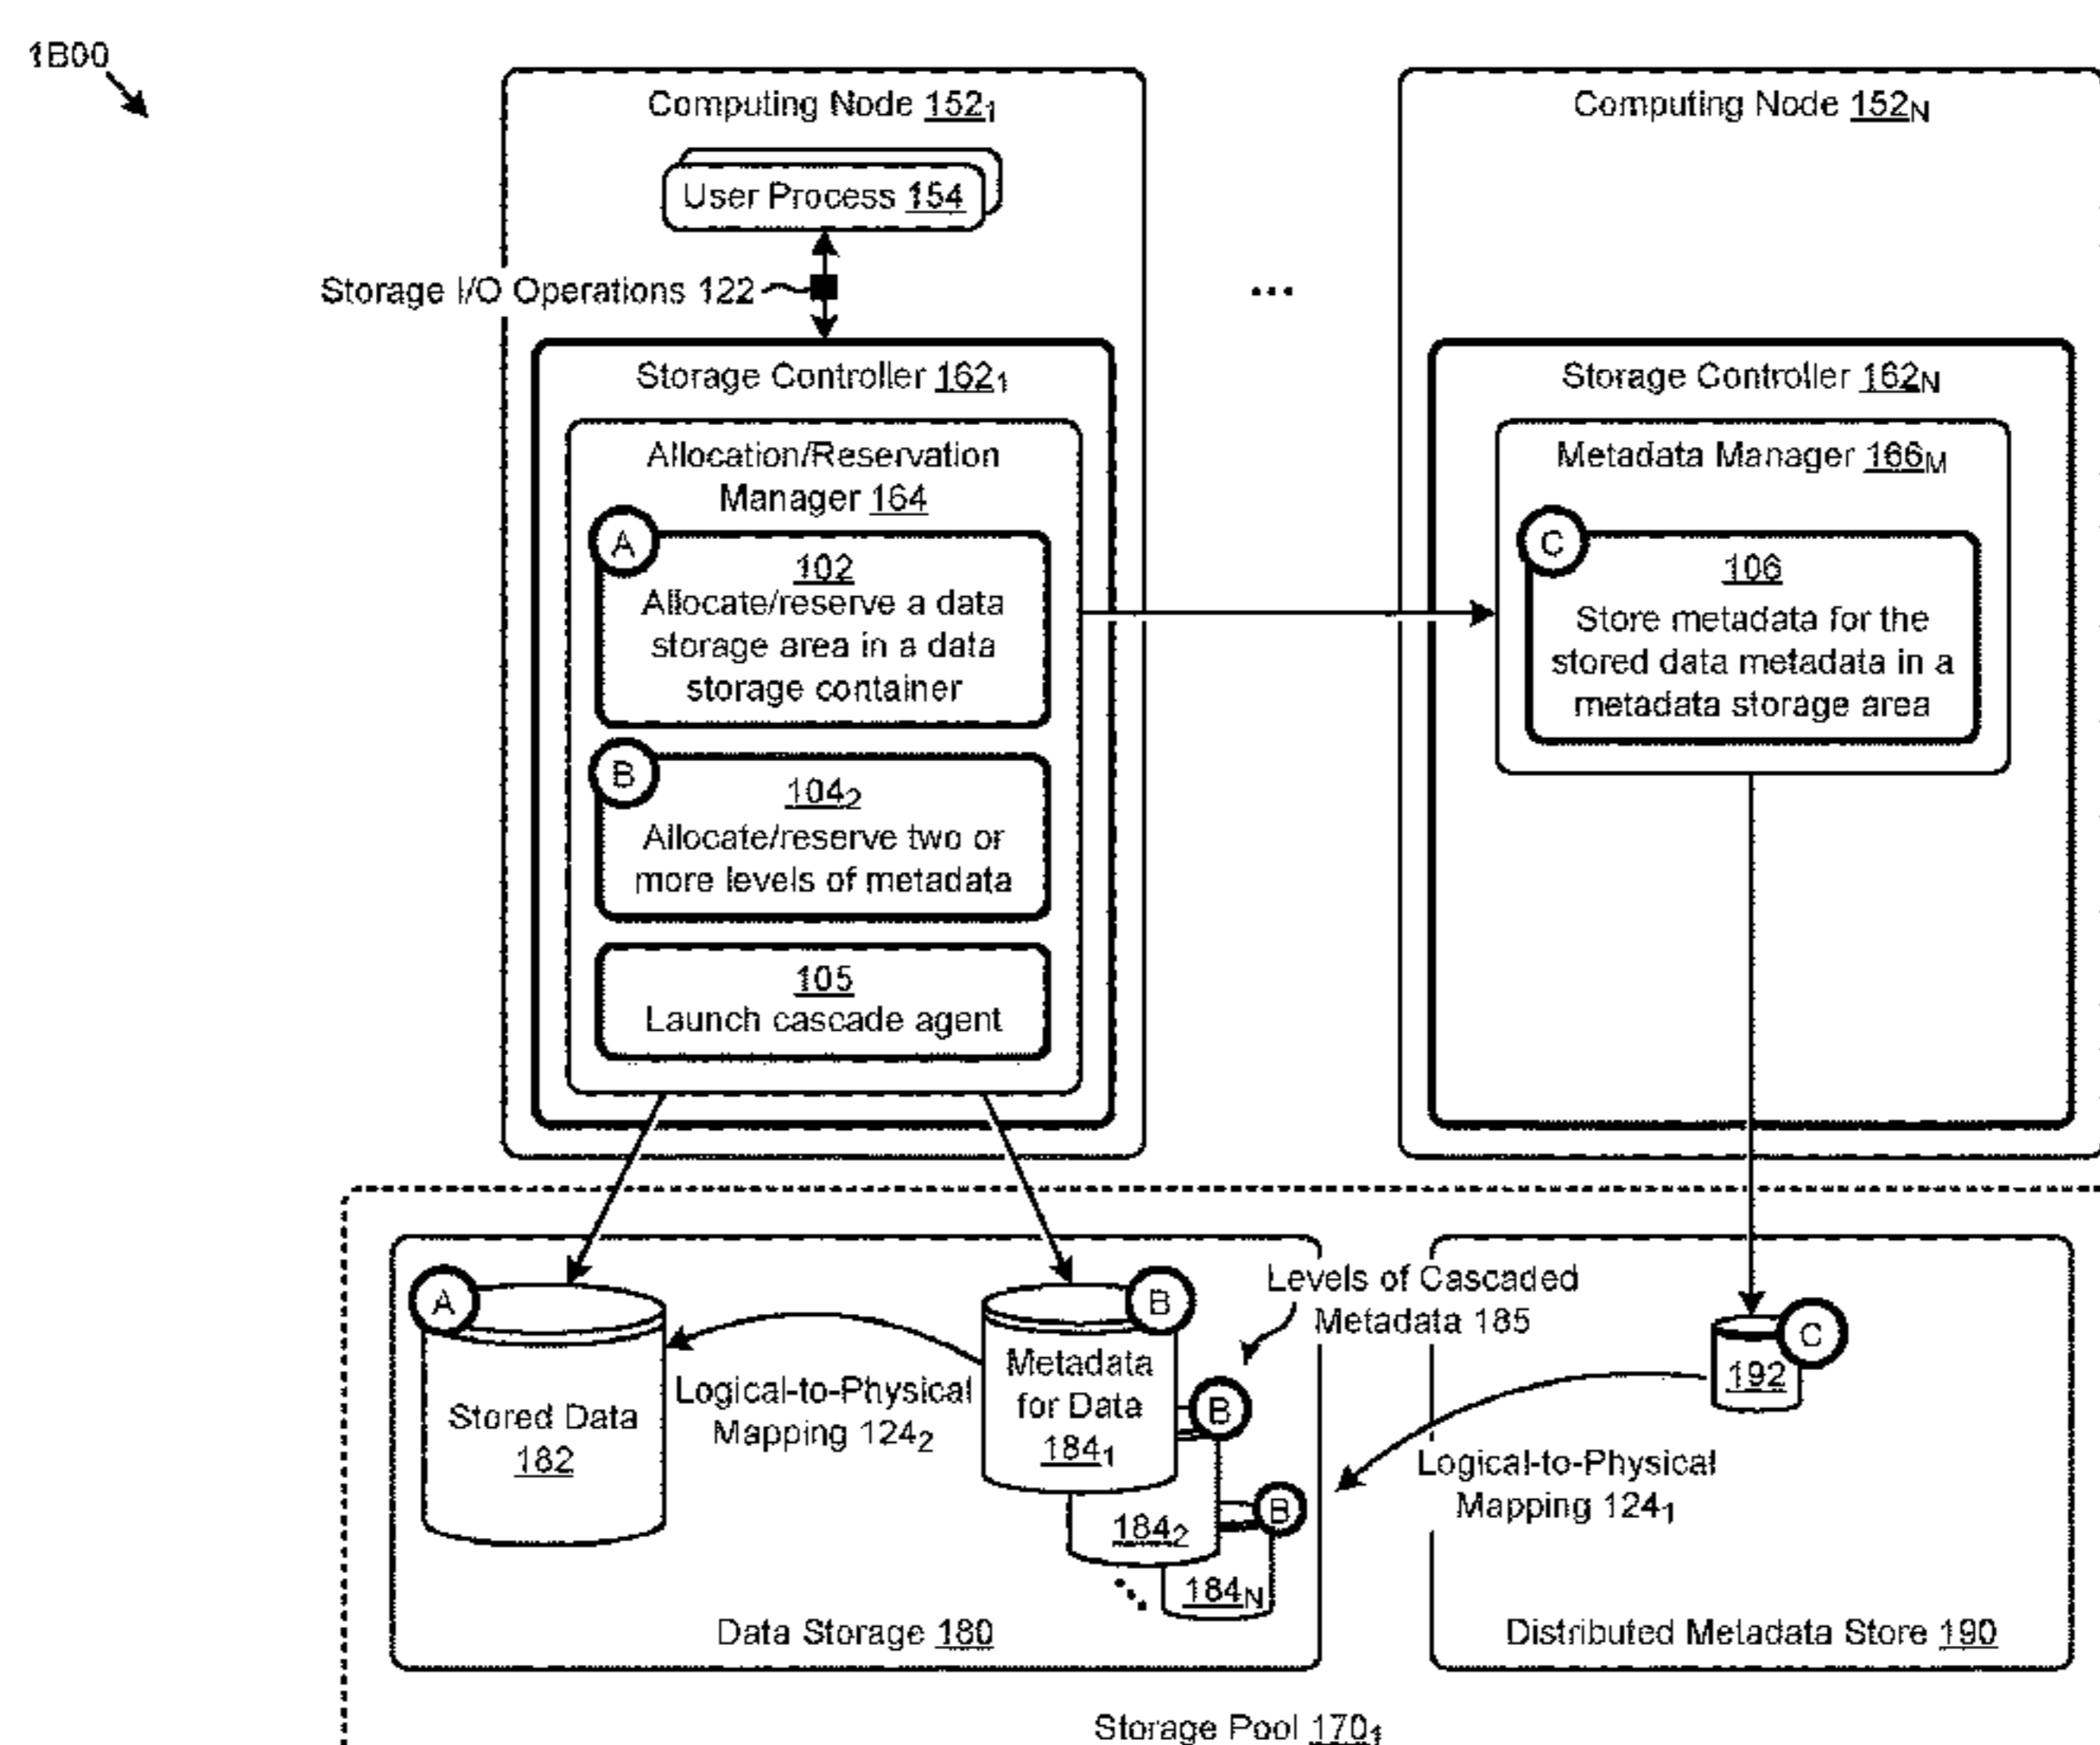 1B00
Computing Node 152₁
User Process 154
Storage I/O Operations 122
Storage Controller 162₁
Allocation/Reservation
Manager 164
A
102
Allocate/reserve a data
storage area in a data
storage container
B
104₂
Allocate/reserve two or
more levels of metadata
105
Launch cascade agent
...
Computing Node 152N
Storage Controller 162N
Metadata Manager 166M
C
106
Store metadata for the
stored data metadata in a
metadata storage area
A
Stored Data
182
Logical-to-Physical
Mapping 124₂
B
Metadata
for Data
184₁
B
184₂
B
184N
Levels of Cascaded
Metadata 185
Data Storage 180
C
192
Logical-to-Physical
Mapping 124₁
Distributed Metadata Store 190
Storage Pool 170₁